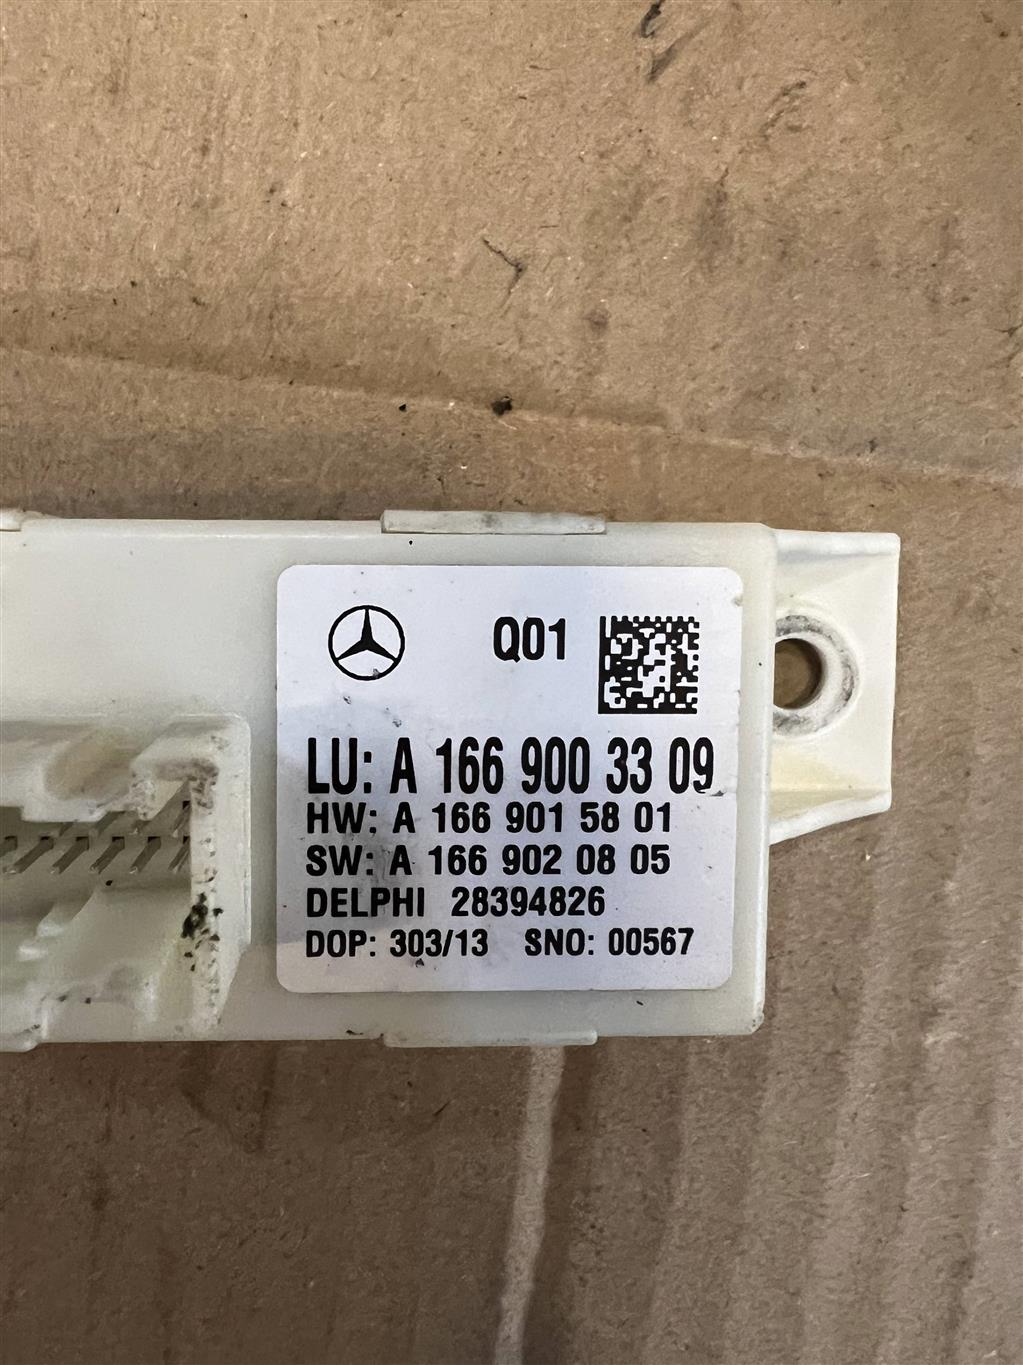 Q01
LU: A 166 900 33 09
HW: A 166 901 58 01
SW: A 166 902 08 05
DELPHI 28394826
DOP: 303/13 SNO: 00567